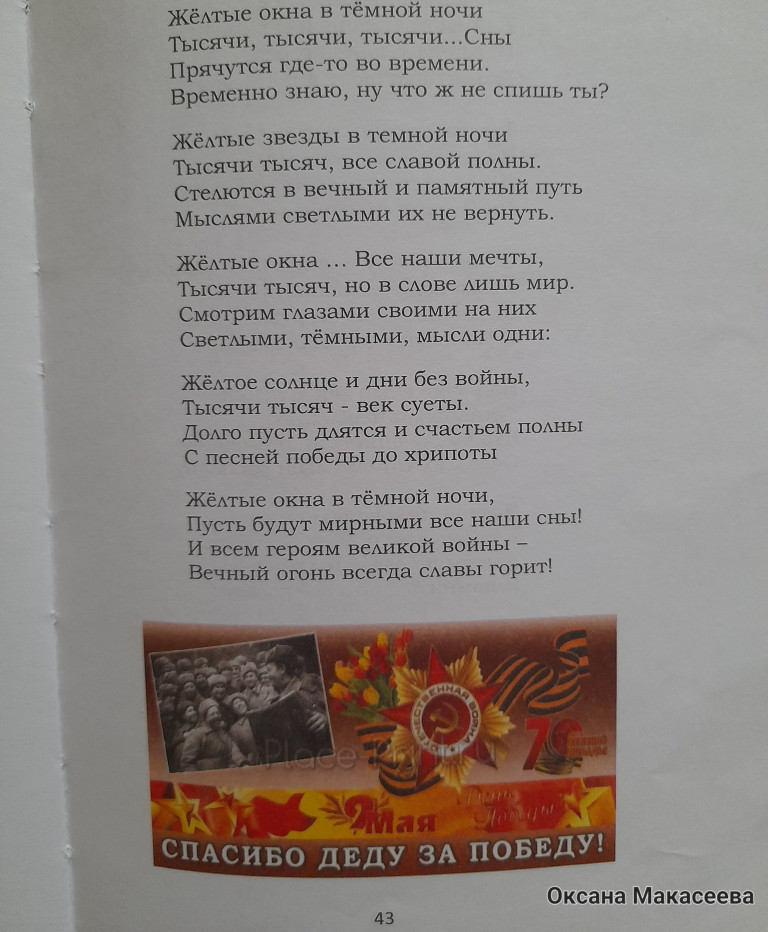 Жёлтые окна в тёмной ночи
Тысячи, тысячи, тысячи...Сны
Прячутся где-то во времени.
Временно знаю, ну что ж не спишь ты?
Жёлтые звезды в темной ночи
Тысячи тысяч, все славой полны.
Стелются в вечный и памятный путь
Мыслями светлыми их не вернуть.
Жёлтые окна ... Все наши мечты,
Тысячи тысяч, но в слове лишь мир.
Смотрим глазами своими на них
Светлыми, тёмными, мысли одни:
Жёлтое солнце и дни без войны,
Тысячи тысяч - век суеты.
Долго пусть длятся и счастьем полны
С песней победы до хрипоты
Жёлтые окна в тёмной ночи,
Пусть будут мирными все наши сны!
И всем героям великой войны –
Вечный огонь всегда славы горит!
ОТЕЧЕСТВЕННАЯ ВОЙНА
70
9 Мая
День Победы
СПАСИБО ДЕДУ ЗА ПОБЕДУ!
Оксана Макасеева
43